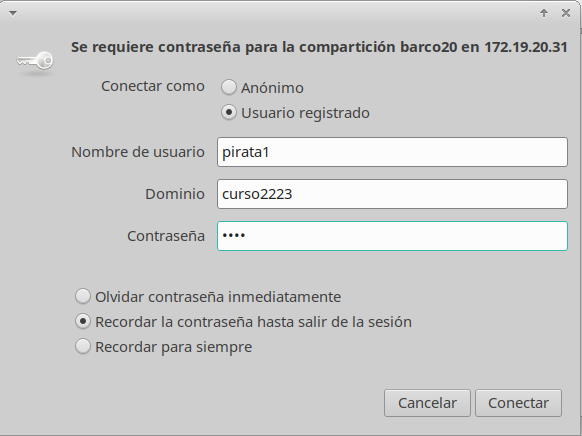 Se requiere contraseña para la compartición barco20 en 172.19.20.31
Conectar como
Anónimo
Usuario registrado
Nombre de usuario pirata1
Dominio curso2223
Contraseña ••••
Olvidar contraseña inmediatamente
Recordar la contraseña hasta salir de la sesión
Recordar para siempre
Cancelar Conectar